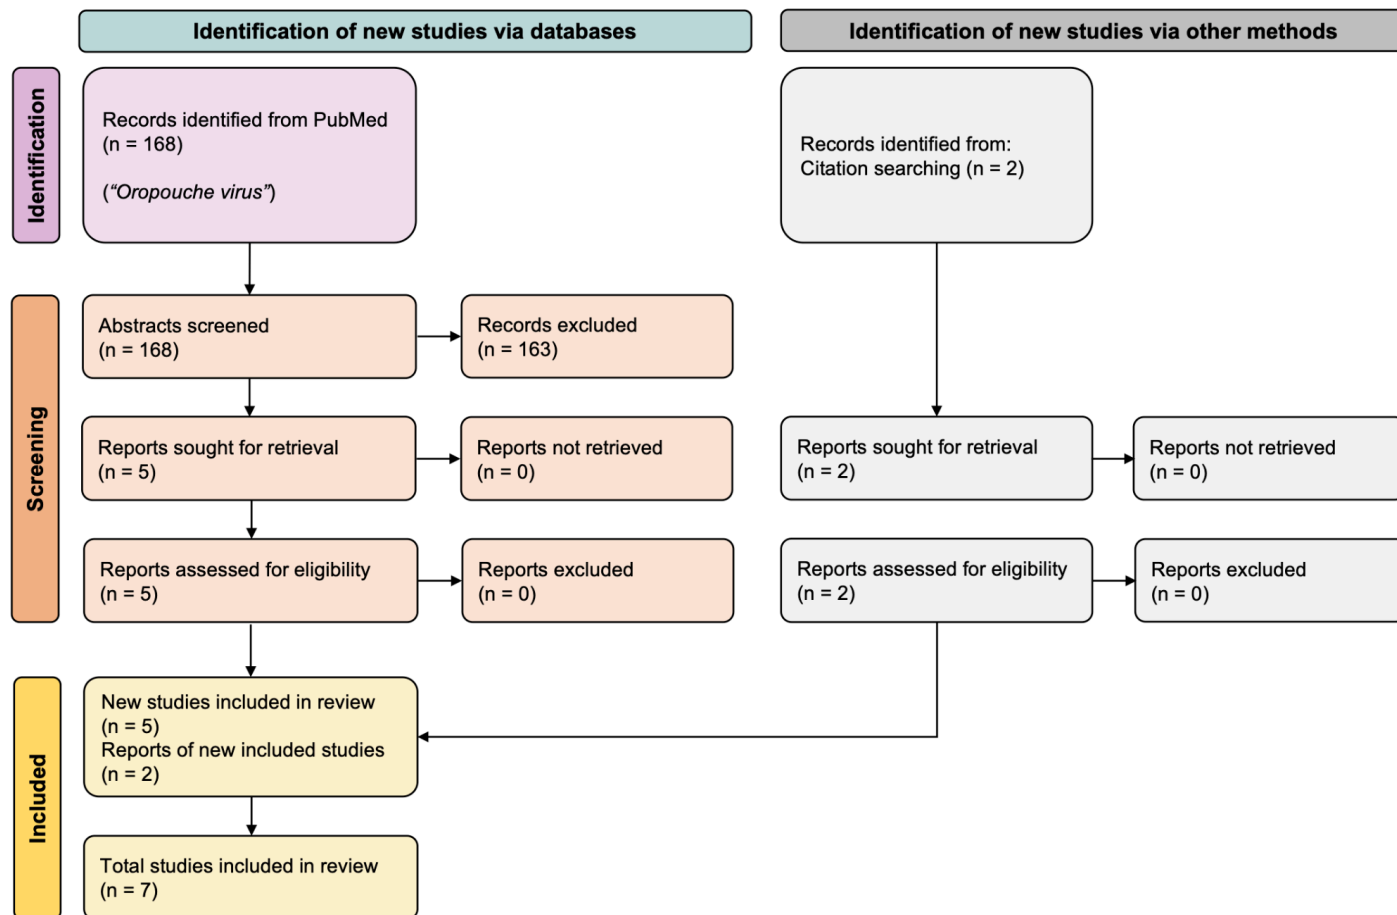 Identification of new studies via databases
Identification of new studies via other methods
Identification
Records identified from PubMed
(n = 168)
(“Oropouche virus”)
Records identified from:
Citation searching (n = 2)
Screening
Abstracts screened
(n = 168)
Records excluded
(n = 163)
Reports sought for retrieval
(n = 5)
Reports not retrieved
(n = 0)
Reports sought for retrieval
(n = 2)
Reports not retrieved
(n = 0)
Reports assessed for eligibility
(n = 5)
Reports excluded
(n = 0)
Reports assessed for eligibility
(n = 2)
Reports excluded
(n = 0)
Included
New studies included in review
(n = 5)
Reports of new included studies
(n = 2)
Total studies included in review
(n = 7)